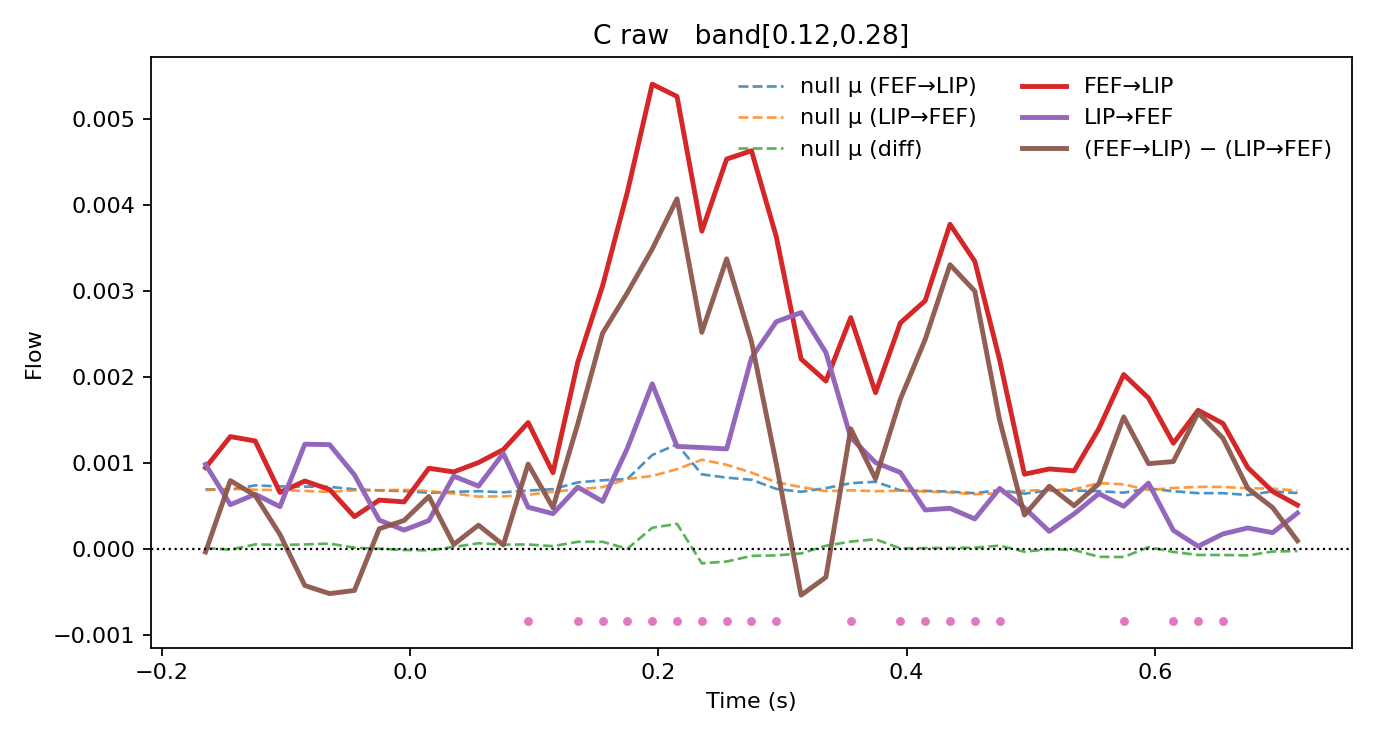 C raw   band[0.12,0.28]
null μ (FEF→LIP)
null μ (LIP→FEF)
null μ (diff)
FEF→LIP
LIP→FEF
(FEF→LIP) − (LIP→FEF)
Flow
0.005
0.004
0.003
0.002
0.001
0.000
−0.001
−0.2
0.0
0.2
0.4
0.6
Time (s)